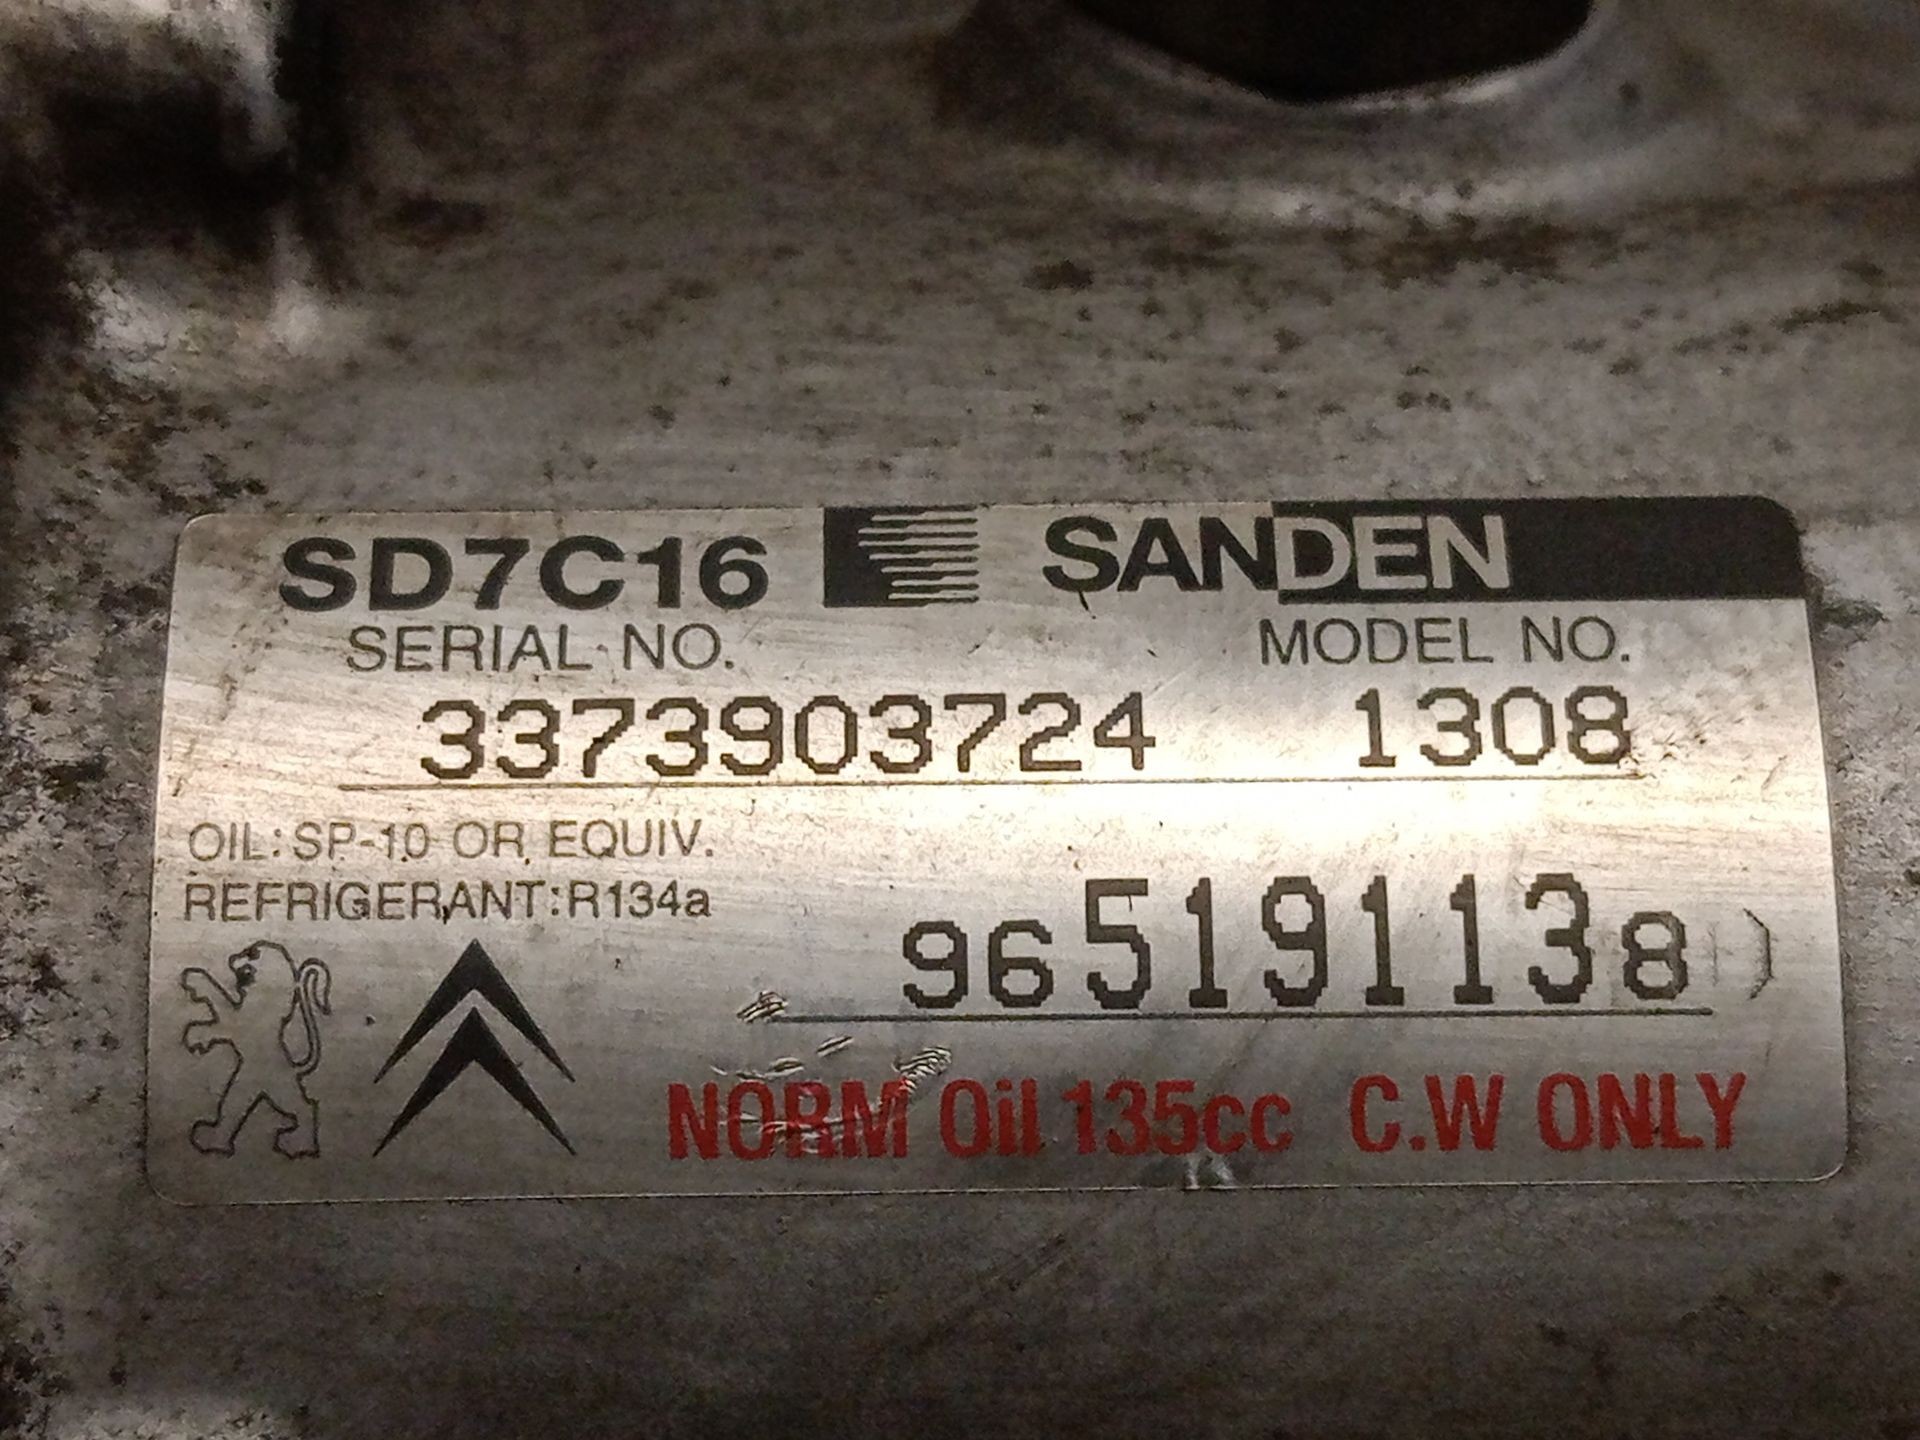 SD7C16 SANDEN
SERIAL NO. MODEL NO.
3373903724 1308
OIL: SP-10 OR EQUIV.
REFRIGERANT: R134a
965191138
NORM Oil 135cc C.W ONLY